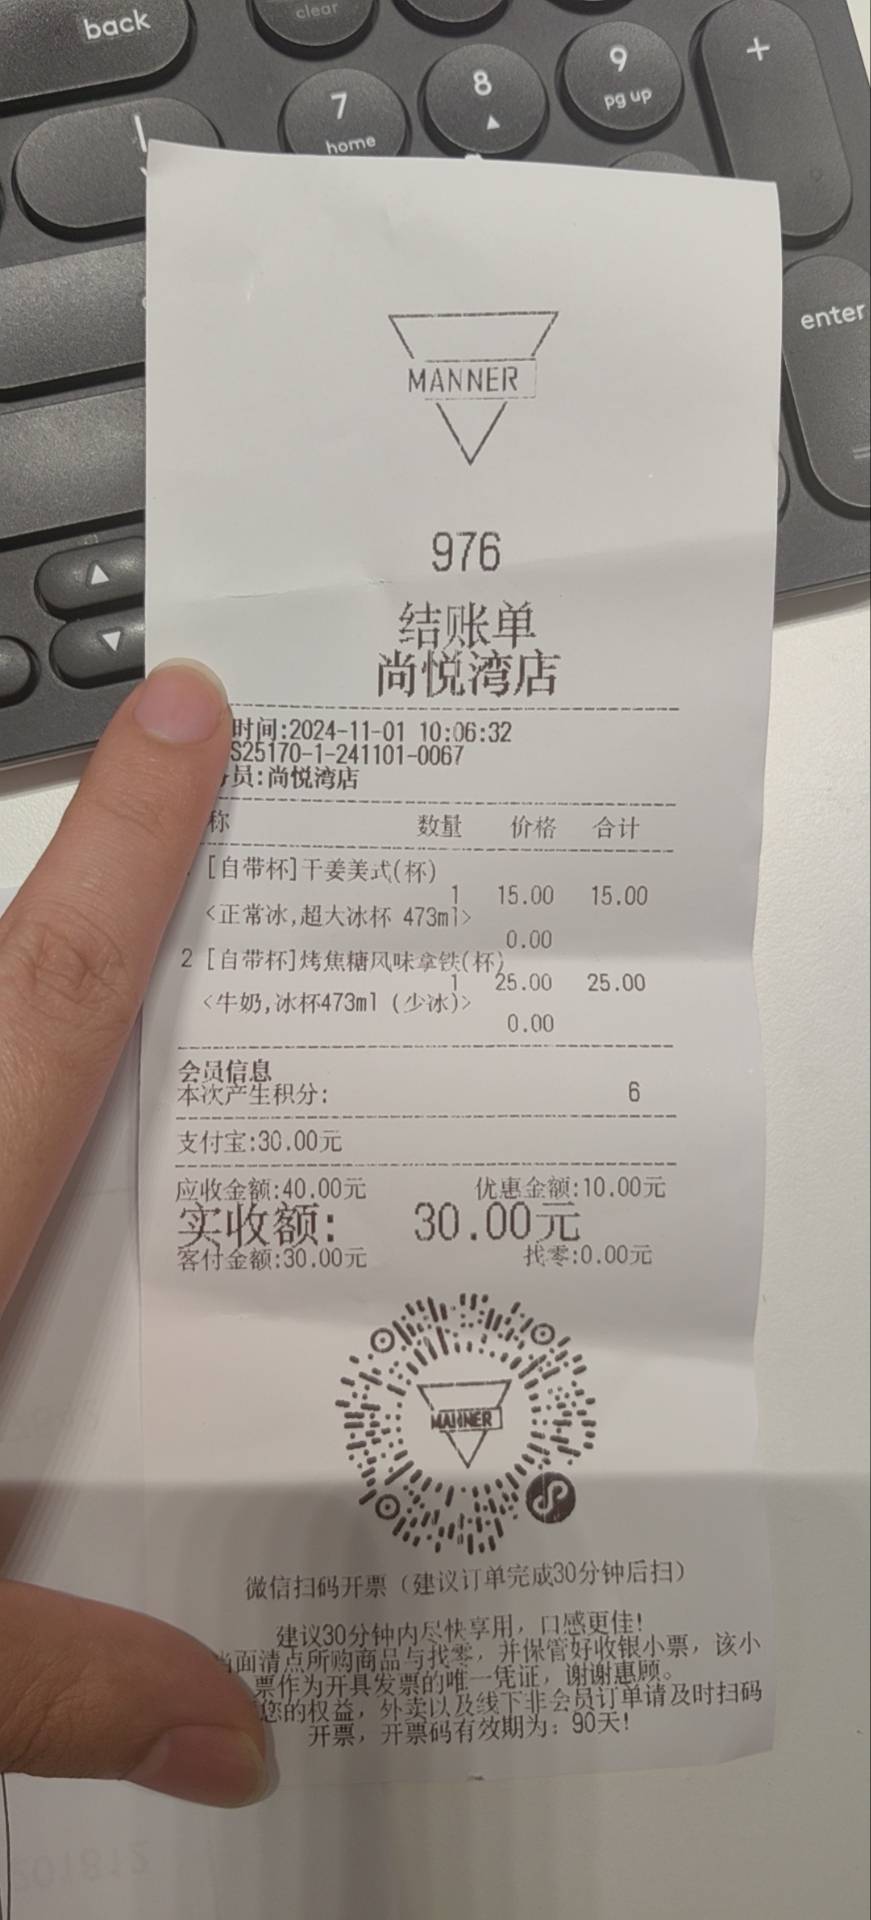 back
clear
7
home
8
9
pg up
+
enter
MANNER
976
结账单
尚悦湾店
时间:2024-11-01 10:06:32
S25170-1-241101-0067
员:尚悦湾店
称 数量 价格 合计
[自带杯]干姜美式(杯)
1 15.00 15.00
<正常冰,超大冰杯 473ml>
0.00
2 [自带杯]烤焦糖风味拿铁(杯)
1 25.00 25.00
<牛奶,冰杯473ml (少冰)>
0.00
会员信息
本次产生积分: 6
支付宝:30.00元
应收金额:40.00元 优惠金额:10.00元
实收额: 30.00元
客付金额:30.00元 找零:0.00元
MANNER
微信扫码开票（建议订单完成30分钟后扫）
建议30分钟内尽快享用，口感更佳!
当面清点所购商品与找零，并保管好收银小票，该小
票作为开具发票的唯一凭证，谢谢惠顾。
您的权益，外卖以及线下非会员订单请及时扫码
开票，开票码有效期为：90天!